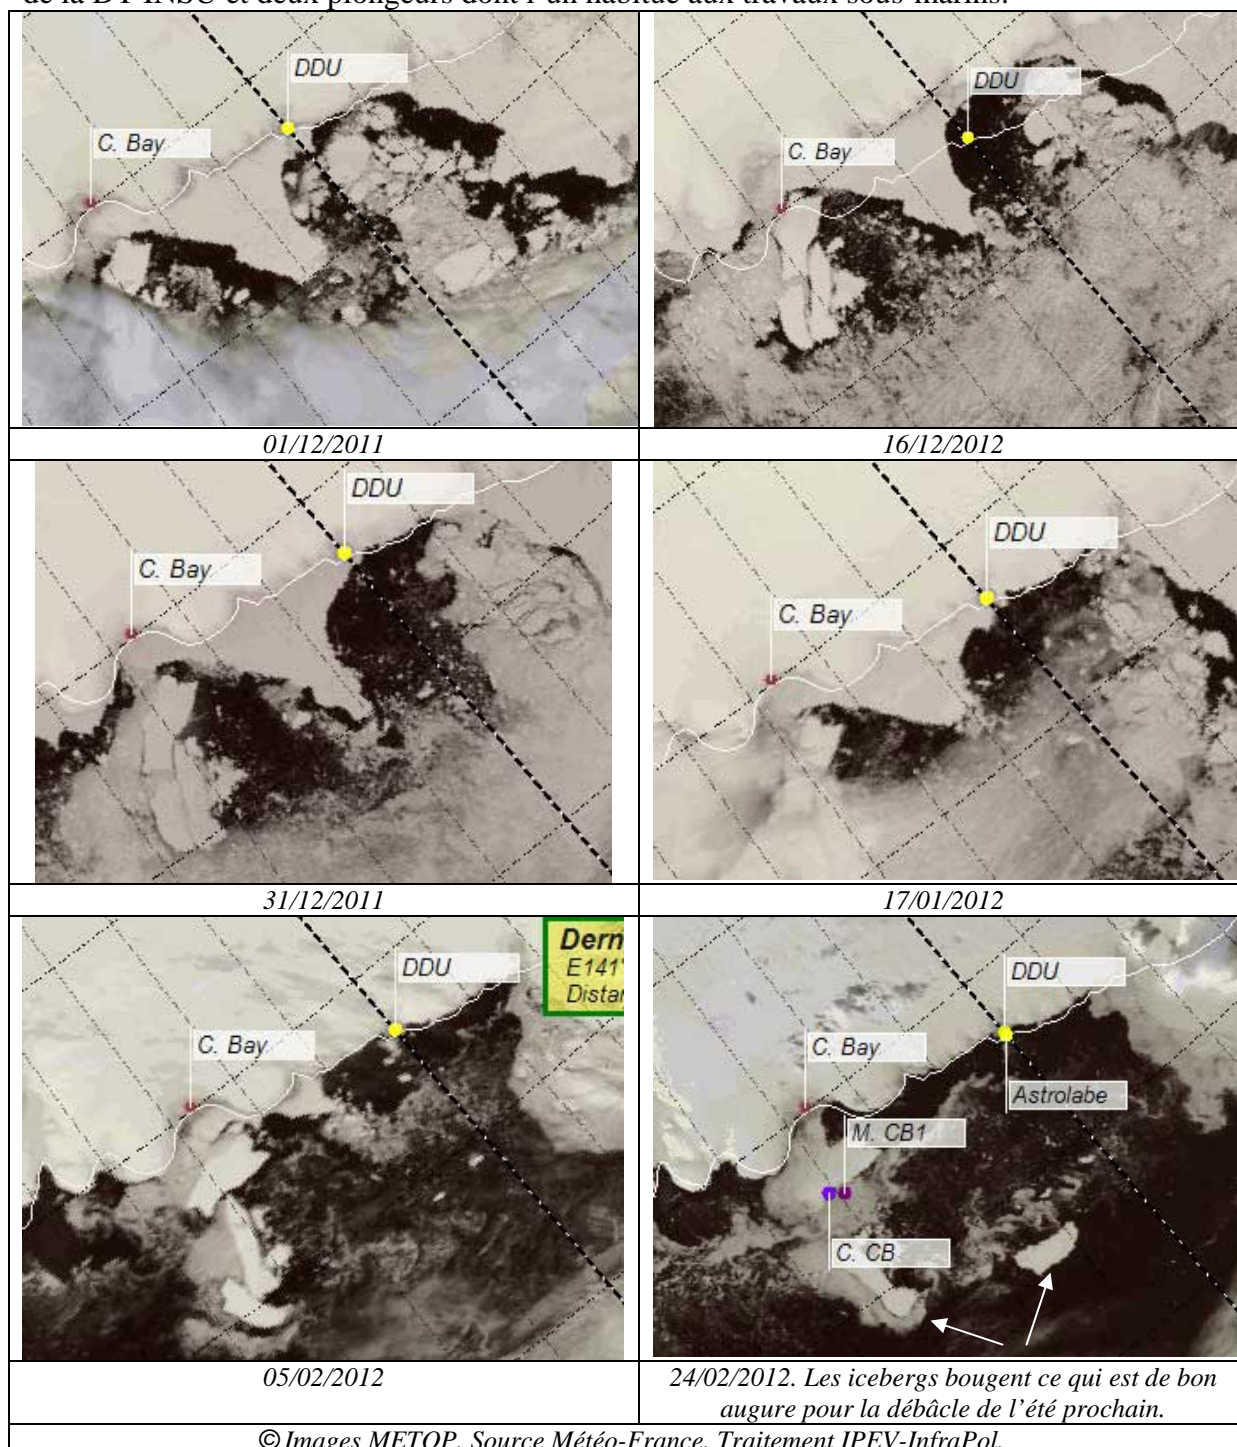 de la DT INSU et deux plongeurs dont l'un habitué aux travaux sous-marins.
DDU
C. Bay
DDU
C. Bay
01/12/2011
16/12/2012
DDU
C. Bay
DDU
C. Bay
31/12/2011
17/01/2012
Dern
E141°
Distan
DDU
C. Bay
DDU
C. Bay
Astrolabe
M. CB1
C. CB
05/02/2012
24/02/2012. Les icebergs bougent ce qui est de bon
augure pour la débâcle de l'été prochain.
© Images METOP. Source Météo-France. Traitement IPEV-InfraPol.